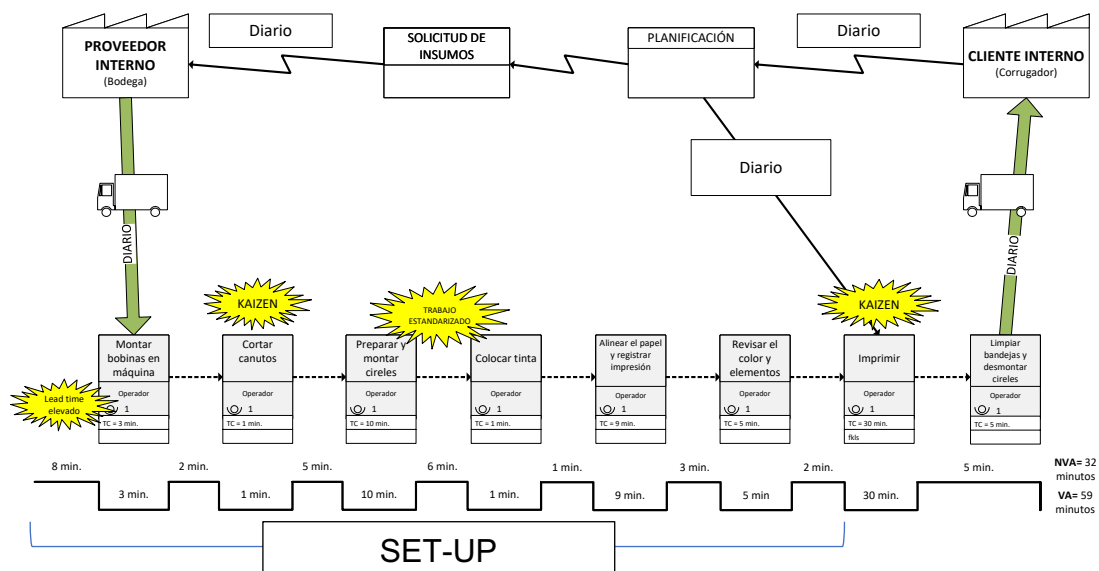 PROVEEDOR
INTERNO
(Bodega)
Diario
SOLICITUD DE
INSUMOS
PLANIFICACIÓN
Diario
CLIENTE INTERNO
(Corrugador)
Diario
DIARIO
DIARIO
KAIZEN
TRABAJO
ESTANDARIZADO
KAIZEN
Lead time
elevado
Montar
bobinas en
máquina
Operador
1
TC = 3 min.
Cortar
canutos
Operador
1
TC = 1 min.
Preparar y
montar
cireles
Operador
1
TC = 10 min.
Colocar tinta
Operador
1
TC = 1 min.
Alinear el papel
y registrar
impresión
Operador
1
TC = 9 min.
Revisar el
color y
elementos
Operador
1
TC = 5 min.
Imprimir
Operador
1
TC = 30 min.
fkls
Limpiar
bandejas y
desmontar
cireles
Operador
1
TC = 5 min.
8 min.
2 min.
5 min.
6 min.
1 min.
3 min.
2 min.
5 min.
NVA= 32
minutos
3 min.
1 min.
10 min.
1 min.
9 min.
5 min
30 min.
VA= 59
minutos
SET-UP